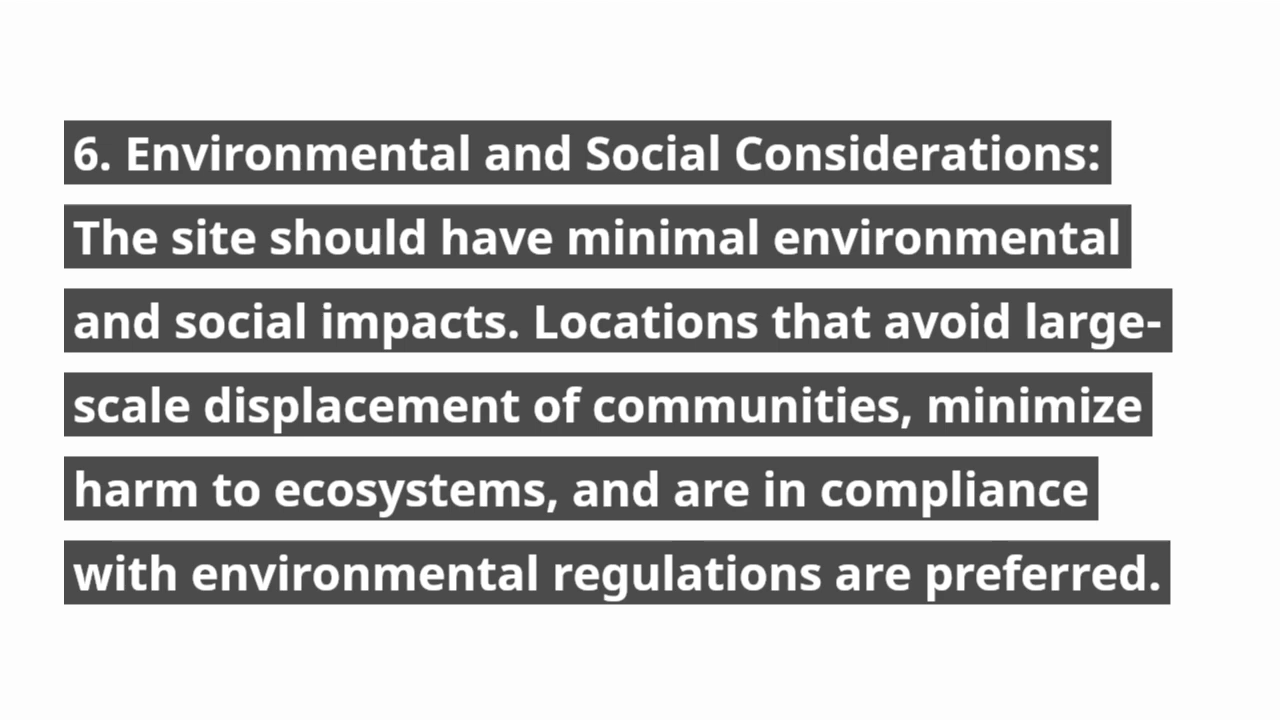 6. Environmental and Social Considerations:
The site should have minimal environmental
and social impacts. Locations that avoid large-
scale displacement of communities, minimize
harm to ecosystems, and are in compliance
with environmental regulations are preferred.